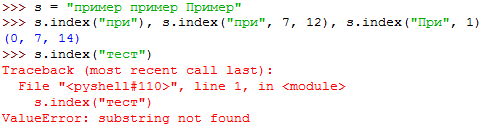 >>> s = "пример пример Пример"
>>> s.index("при"), s.index("при", 7, 12), s.index("При", 1)
(0, 7, 14)
>>> s.index("тест")
Traceback (most recent call last):
  File "<pyshell#110>", line 1, in <module>
    s.index("тест")
ValueError: substring not found